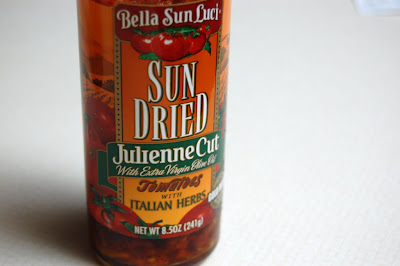 Bella Sun Luci
SUN
DRIED
Julienne Cut
With Extra Virgin Olive Oil
Tomatoes
WITH
ITALIAN HERBS
NET WT 8.5OZ (241g)